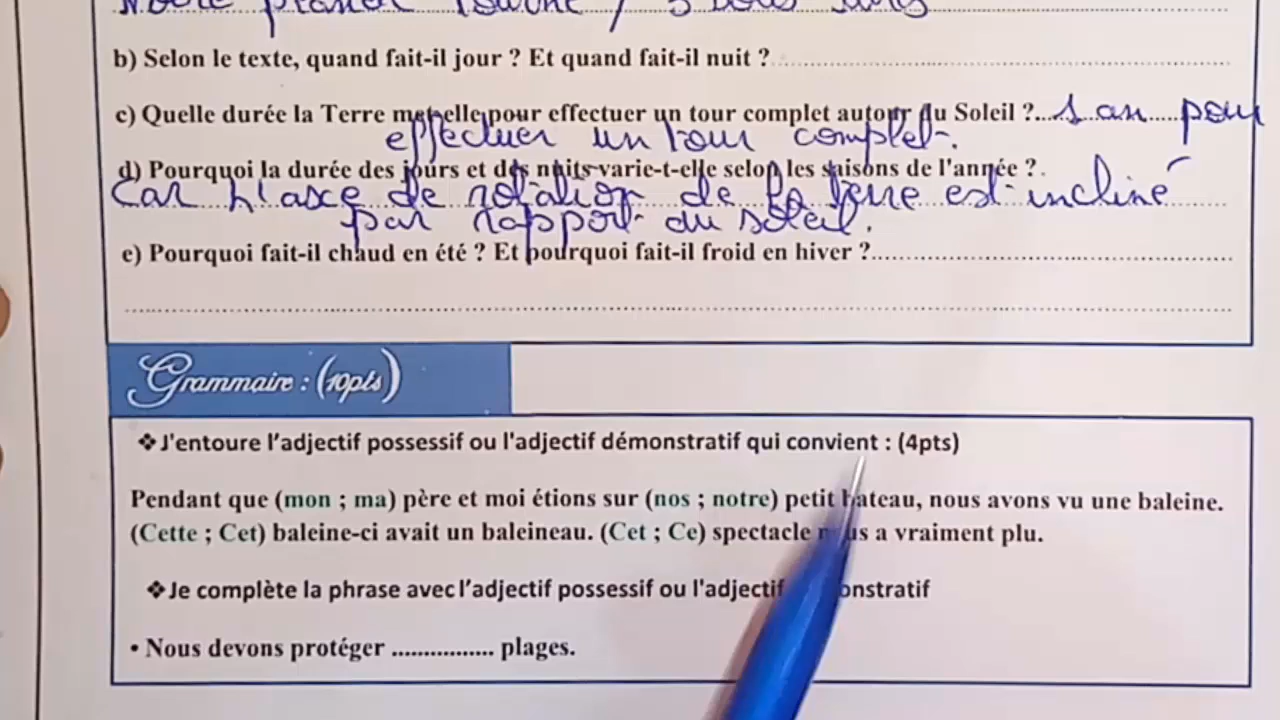 Notre planète tourne / sous
b) Selon le texte, quand fait-il jour ? Et quand fait-il nuit ?
c) Quelle durée la Terre met-elle pour effectuer un tour complet autour du Soleil ?...1 an pour
effectuer un tour complet.
d) Pourquoi la durée des jours et des nuits varie-t-elle selon les saisons de l'année ?
Car l'axe de rotation de la terre est incliné
par rapport du soleil.
e) Pourquoi fait-il chaud en été ? Et pourquoi fait-il froid en hiver ?
Grammaire : (10pts)
❖J'entoure l'adjectif possessif ou l'adjectif démonstratif qui convient : (4pts)
Pendant que (mon ; ma) père et moi étions sur (nos ; notre) petit bateau, nous avons vu une baleine.
(Cette ; Cet) baleine-ci avait un baleineau. (Cet ; Ce) spectacle nous a vraiment plu.
❖Je complète la phrase avec l'adjectif possessif ou l'adjectif démonstratif
• Nous devons protéger ................ plages.